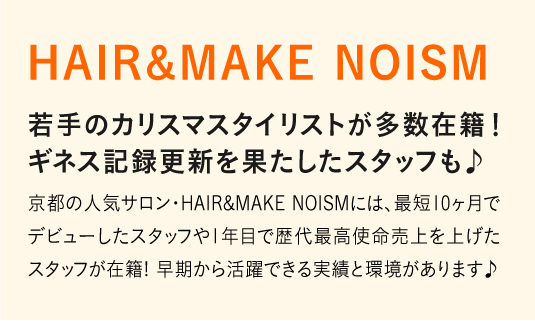 HAIR&MAKE NOISM
若手のカリスマスタイリストが多数在籍！
ギネス記録更新を果たしたスタッフも♪
京都の人気サロン・HAIR&MAKE NOISMには、最短10ヶ月で
デビューしたスタッフや1年目で歴代最高使命売上を上げた
スタッフが在籍！早期から活躍できる実績と環境があります♪